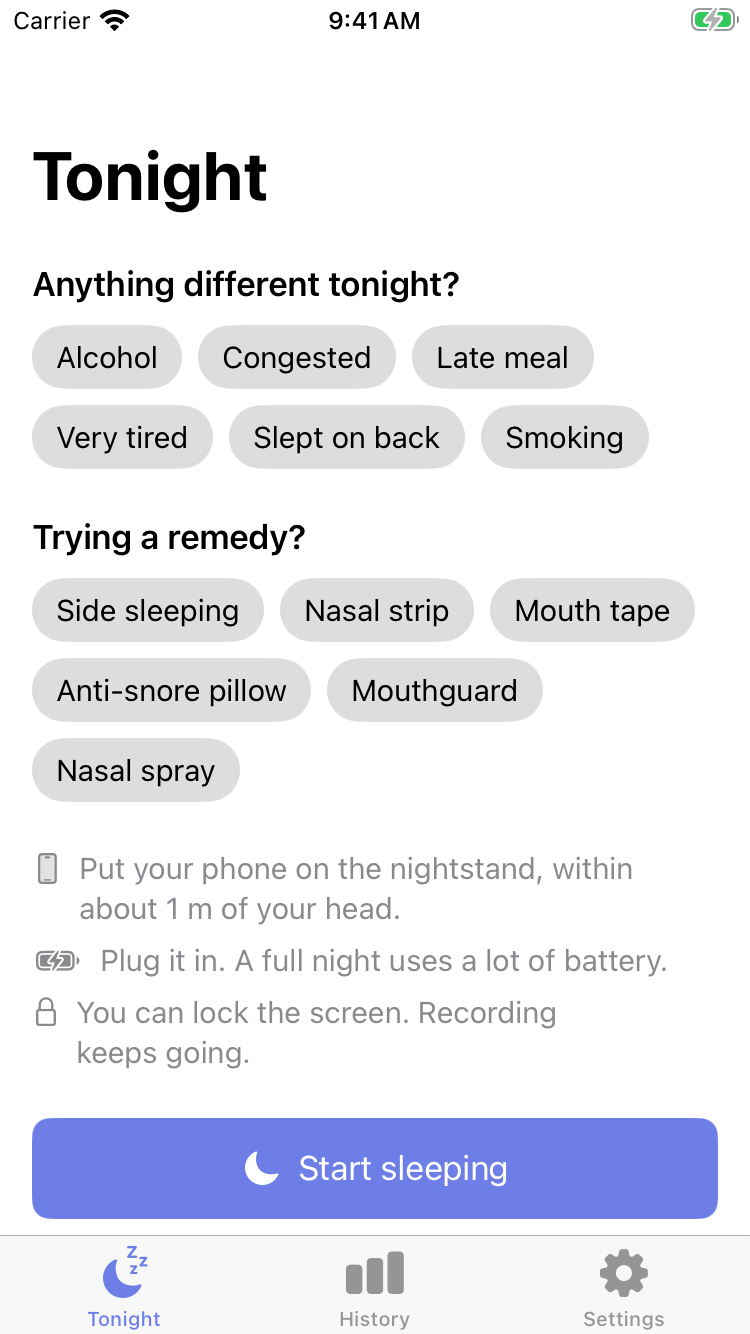 Carrier 9:41 AM
Tonight
Anything different tonight?
Alcohol Congested Late meal
Very tired Slept on back Smoking
Trying a remedy?
Side sleeping Nasal strip Mouth tape
Anti-snore pillow Mouthguard
Nasal spray
Put your phone on the nightstand, within
about 1 m of your head.
Plug it in. A full night uses a lot of battery.
You can lock the screen. Recording
keeps going.
Start sleeping
Tonight History Settings